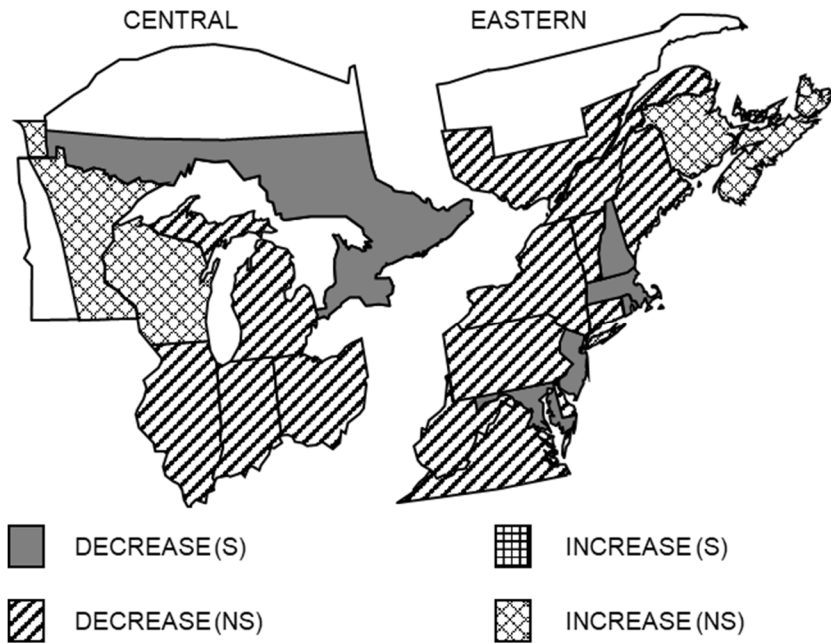 CENTRAL
EASTERN
DECREASE (S)
INCREASE (S)
DECREASE (NS)
INCREASE (NS)